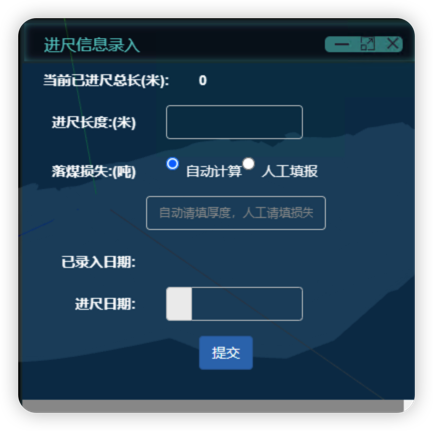 进尺信息录入
当前已进尺总长(米): 0
进尺长度:(米)
落煤损失:(吨) 自动计算 人工填报
自动请填厚度，人工请填损失
已录入日期:
进尺日期:
提交